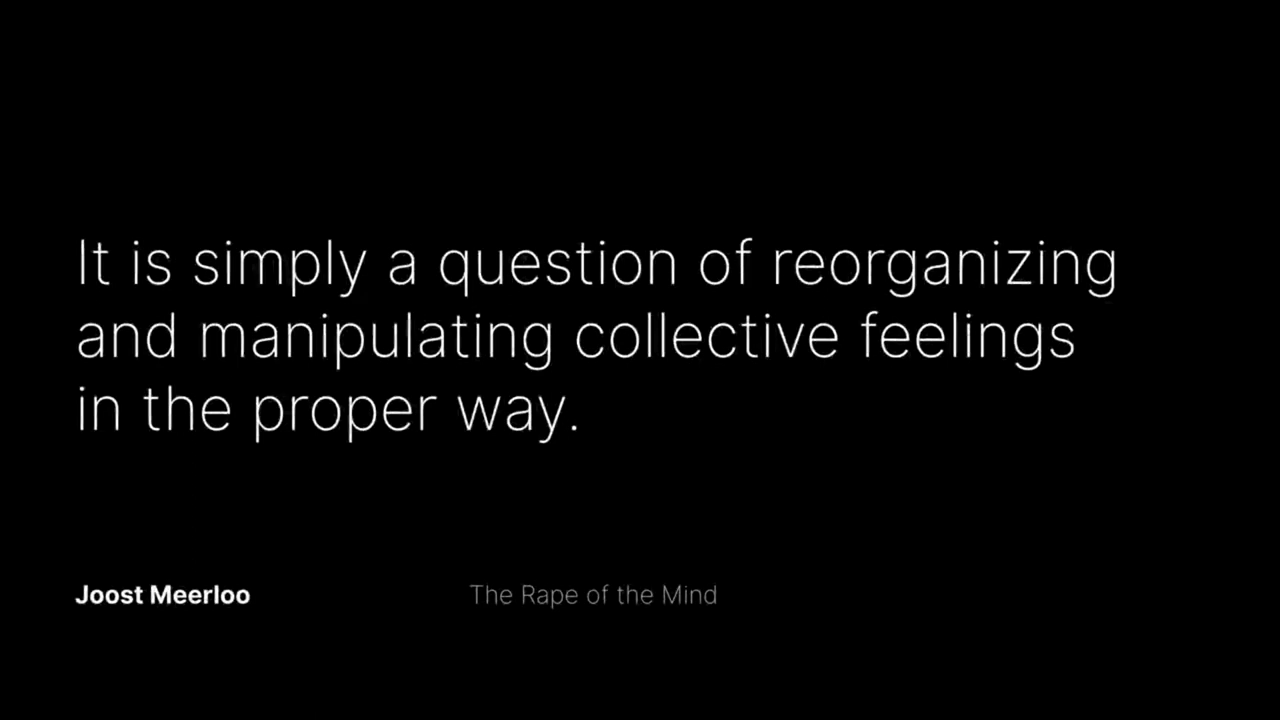 It is simply a question of reorganizing
and manipulating collective feelings
in the proper way.
Joost Meerloo The Rape of the Mind